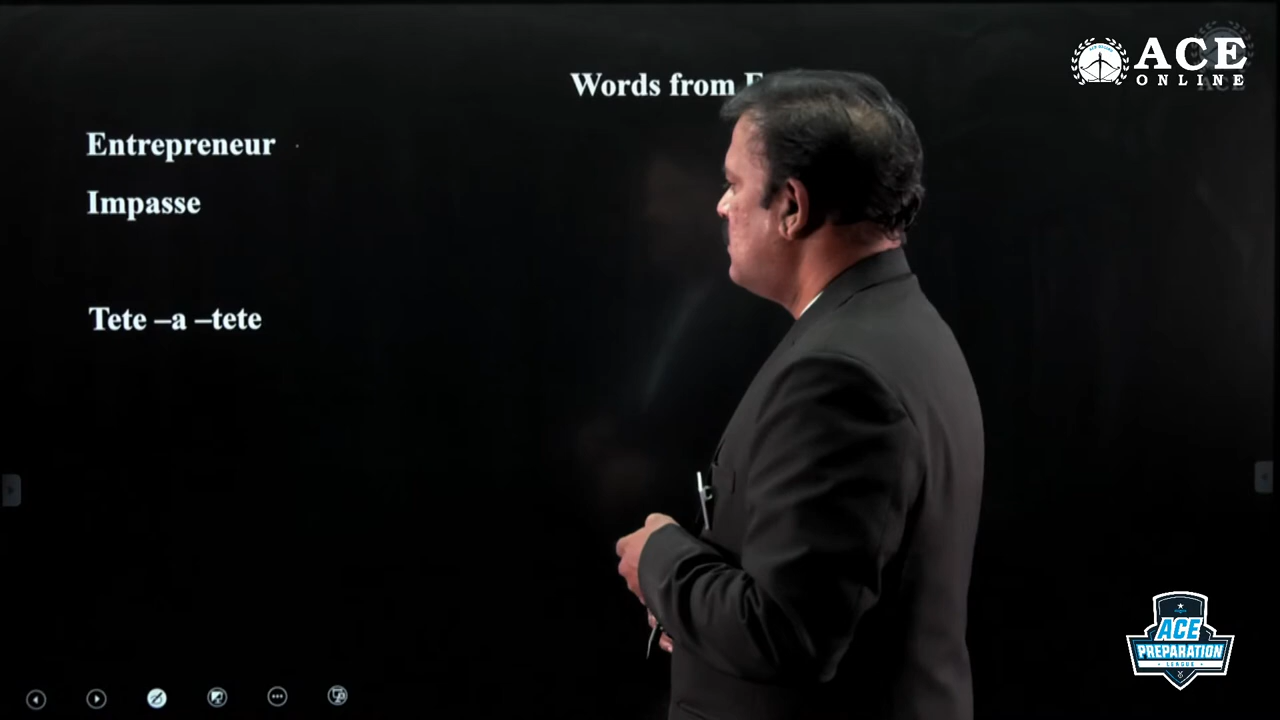 ACE
ONLINE
Words from
Entrepreneur
Impasse
Tete –a –tete
ACE
PREPARATION
LEAGUE